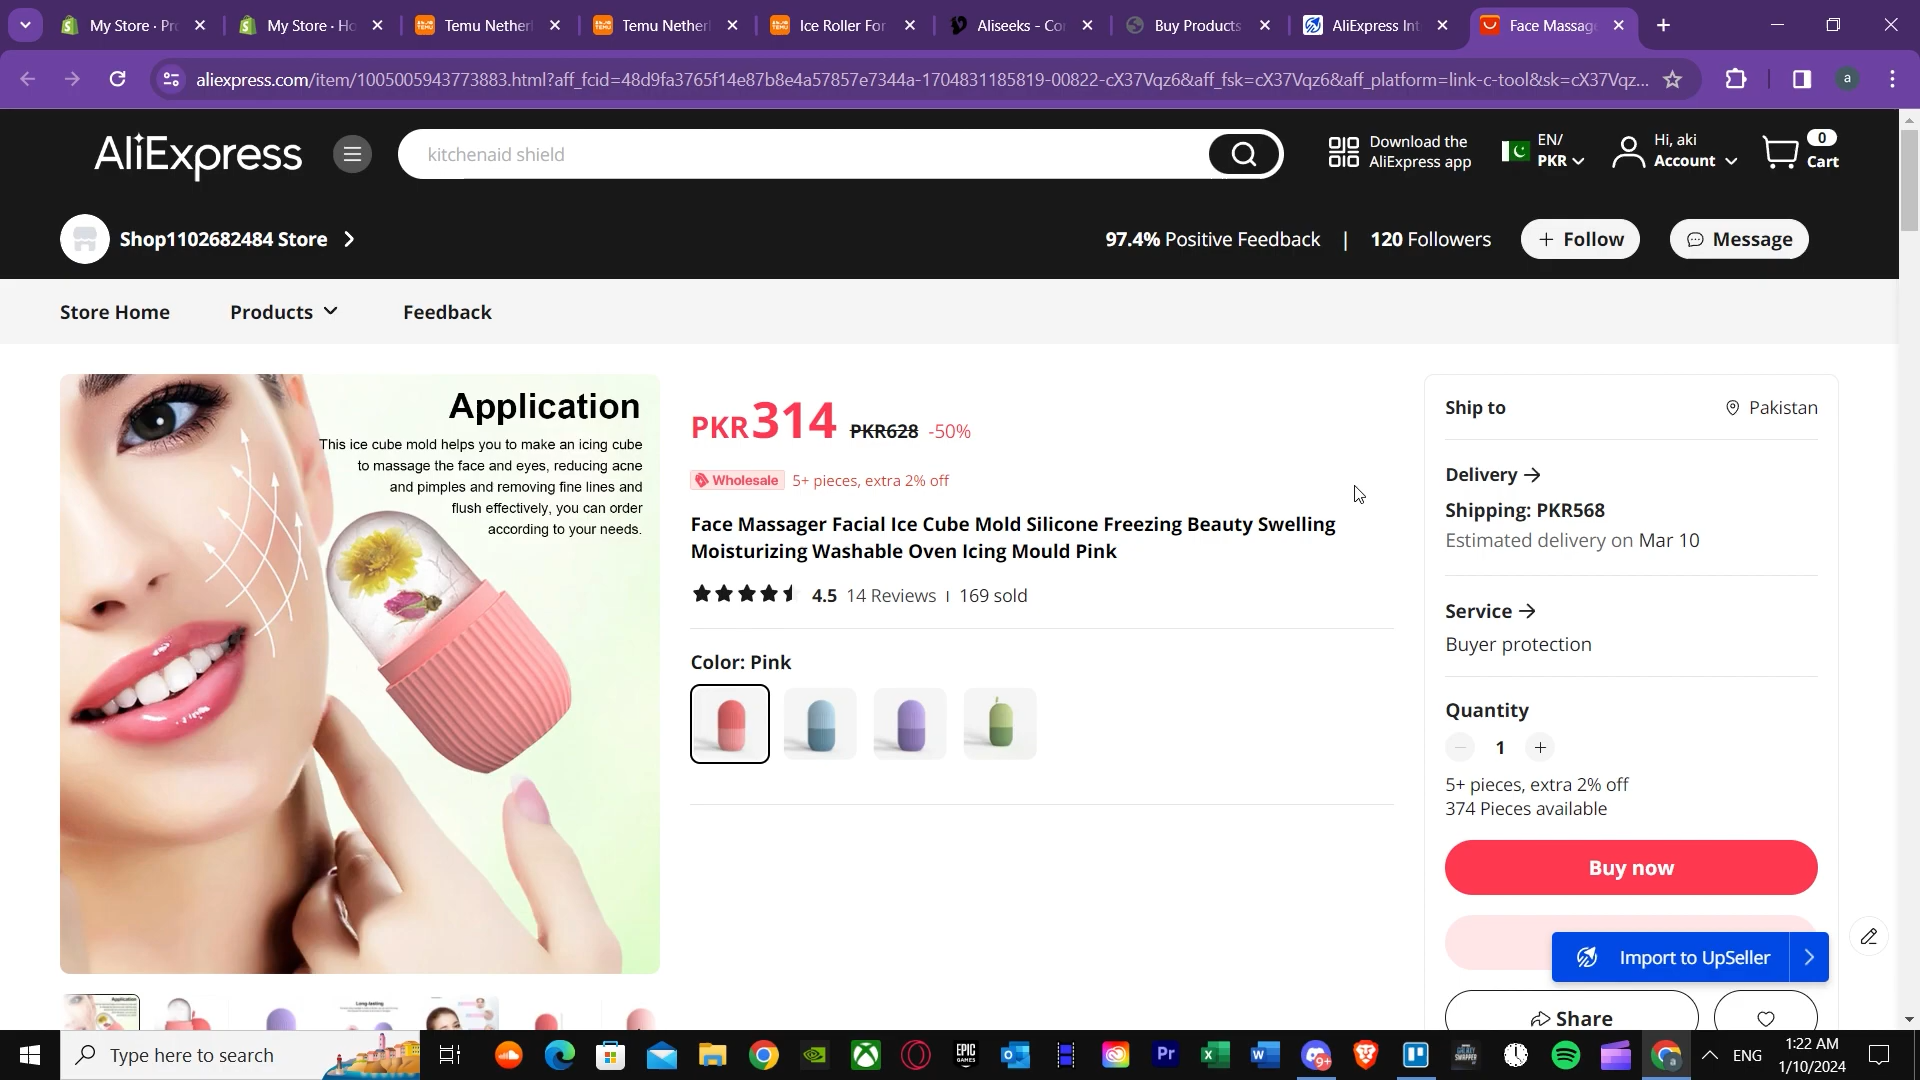 My Store · Pr
My Store · Ho
Temu Nether
Temu Nether
Ice Roller For
Aliseeks - Co
Buy Products
AliExpress Int
Face Massag
aliexpress.com/item/1005005943773883.html?aff_fcid=48d9fa3765f14e87b8e4a57857e7344a-1704831185819-00822-cX37Vqz6&aff_fsk=cX37Vqz6&aff_platform=link-c-tool&sk=cX37Vqz...
a
AliExpress
kitchenaid shield
Download the
AliExpress app
EN/
PKR
Hi, aki
Account
0
Cart
Shop1102682484 Store
97.4% Positive Feedback | 120 Followers
+ Follow
Message
Store Home
Products
Feedback
Application
This ice cube mold helps you to make an icing cube
to massage the face and eyes, reducing acne
and pimples and removing fine lines and
flush effectively, you can order
according to your needs.
PKR314 PKR628 -50%
Wholesale 5+ pieces, extra 2% off
Face Massager Facial Ice Cube Mold Silicone Freezing Beauty Swelling
Moisturizing Washable Oven Icing Mould Pink
4.5 14 Reviews | 169 sold
Color: Pink
Ship to
Pakistan
Delivery
Shipping: PKR568
Estimated delivery on Mar 10
Service
Buyer protection
Quantity
1
5+ pieces, extra 2% off
374 Pieces available
Buy now
Import to UpSeller
Share
Application
Long-lasting
Type here to search
EPIC
GAMES
Pr
9+
a
ENG
1:22 AM
1/10/2024